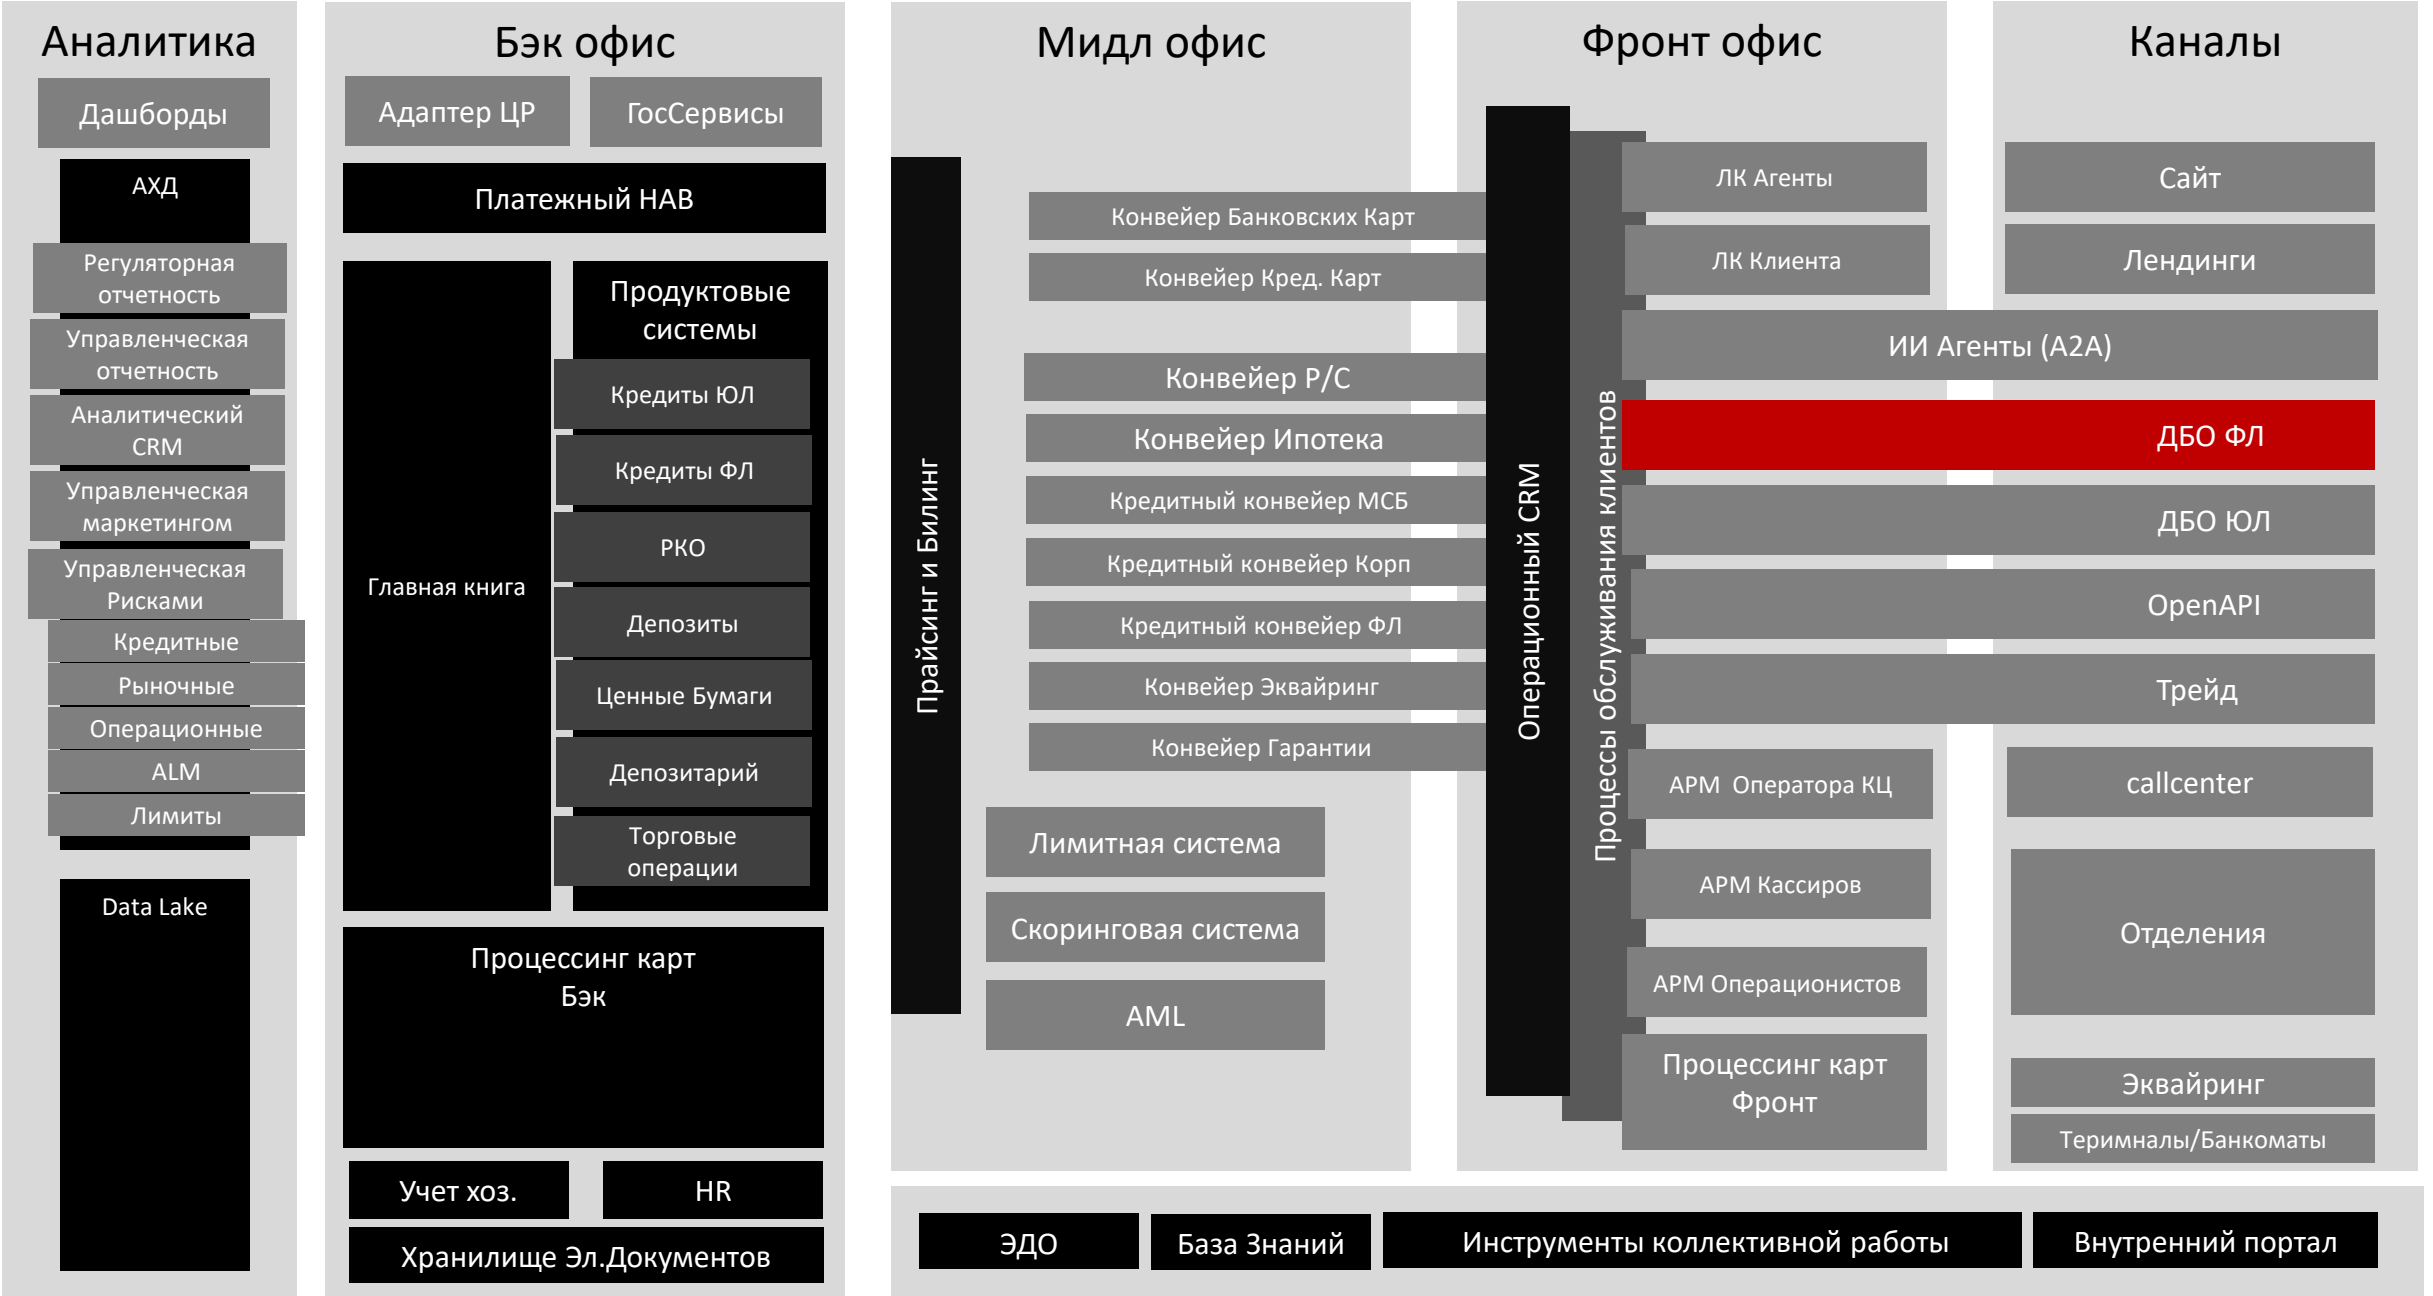 Аналитика
Дашборды
АХД
Регуляторная
отчетность
Управленческая
отчетность
Аналитический
CRM
Управленческая
маркетингом
Управленческая
Рисками
Кредитные
Рыночные
Операционные
ALM
Лимиты
Data Lake
Бэк офис
Адаптер ЦР
ГосСервисы
Платежный НАВ
Главная книга
Продуктовые
системы
Кредиты ЮЛ
Кредиты ФЛ
РКО
Депозиты
Ценные Бумаги
Депозитарий
Торговые
операции
Процессинг карт
Бэк
Учет хоз.
HR
Хранилище Эл.Документов
Мидл офис
Прайсинг и Билинг
Конвейер Банковских Карт
Конвейер Кред. Карт
Конвейер Р/С
Конвейер Ипотека
Кредитный конвейер МСБ
Кредитный конвейер Корп
Кредитный конвейер ФЛ
Конвейер Эквайринг
Конвейер Гарантии
Лимитная система
Скоринговая система
AML
Фронт офис
Операционный CRM
Процессы обслуживания клиентов
ЛК Агенты
ЛК Клиента
ИИ Агенты (А2А)
АРМ  Оператора КЦ
АРМ Кассиров
АРМ Операционистов
Процессинг карт
Фронт
Каналы
Сайт
Лендинги
ДБО ФЛ
ДБО ЮЛ
OpenAPI
Трейд
callcenter
Отделения
Эквайринг
Теримналы/Банкоматы
ЭДО
База Знаний
Инструменты коллективной работы
Внутренний портал